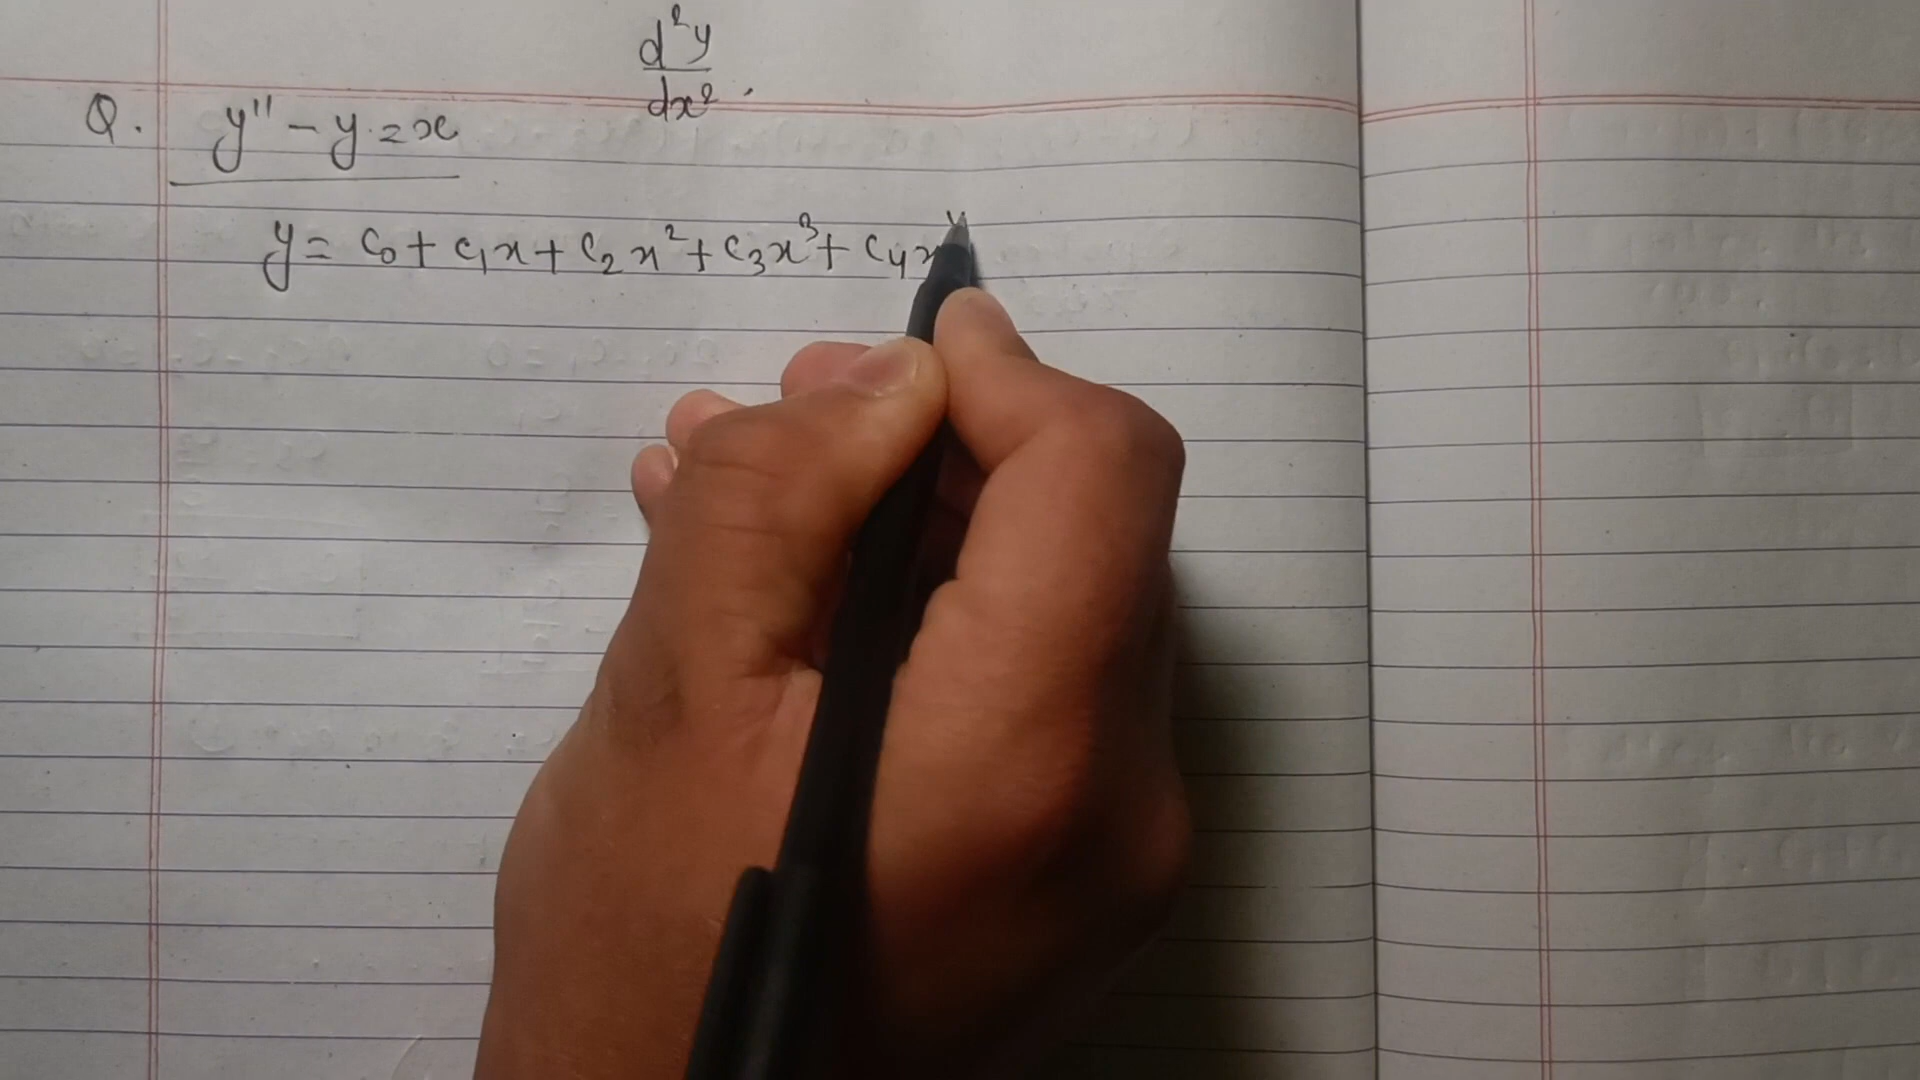 d²y
dx² .
Q. y'' - y = x
y = c₀ + c₁x + c₂x² + c₃x³ + c₄x⁴